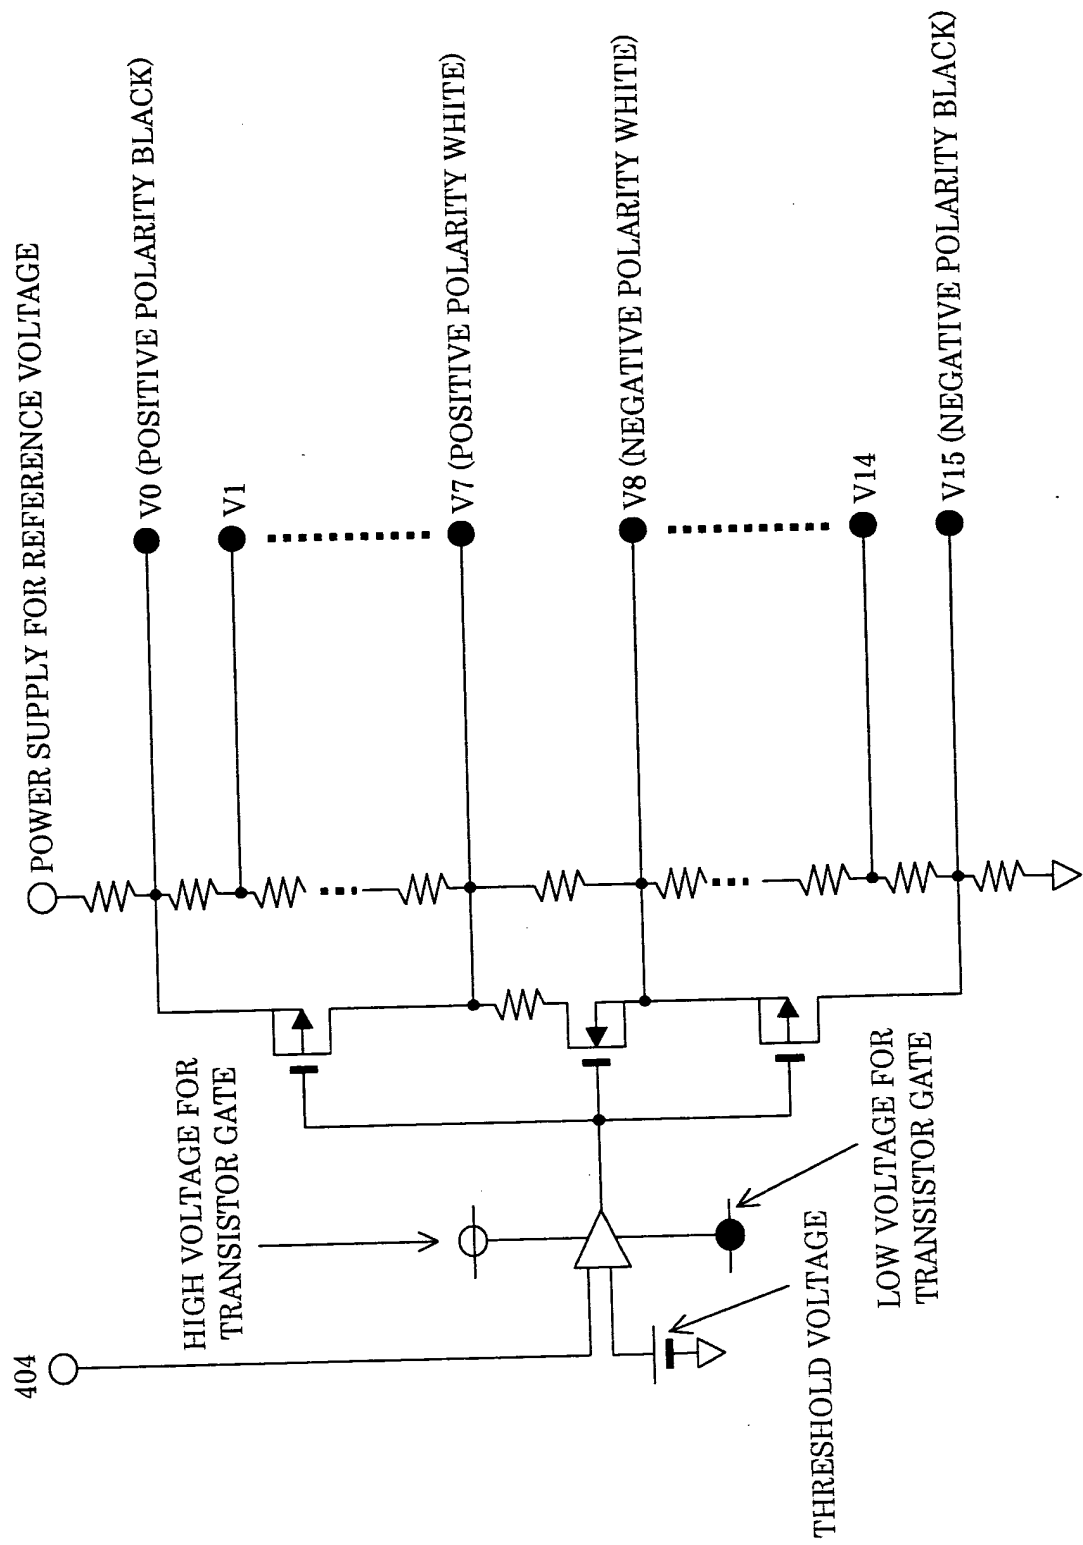 POWER SUPPLY FOR REFERENCE VOLTAGE
V0 (POSITIVE POLARITY BLACK)
V1
V7 (POSITIVE POLARITY WHITE)
V8 (NEGATIVE POLARITY WHITE)
V14
V15 (NEGATIVE POLARITY BLACK)
404
HIGH VOLTAGE FOR
TRANSISTOR GATE
THRESHOLD VOLTAGE
LOW VOLTAGE FOR
TRANSISTOR GATE